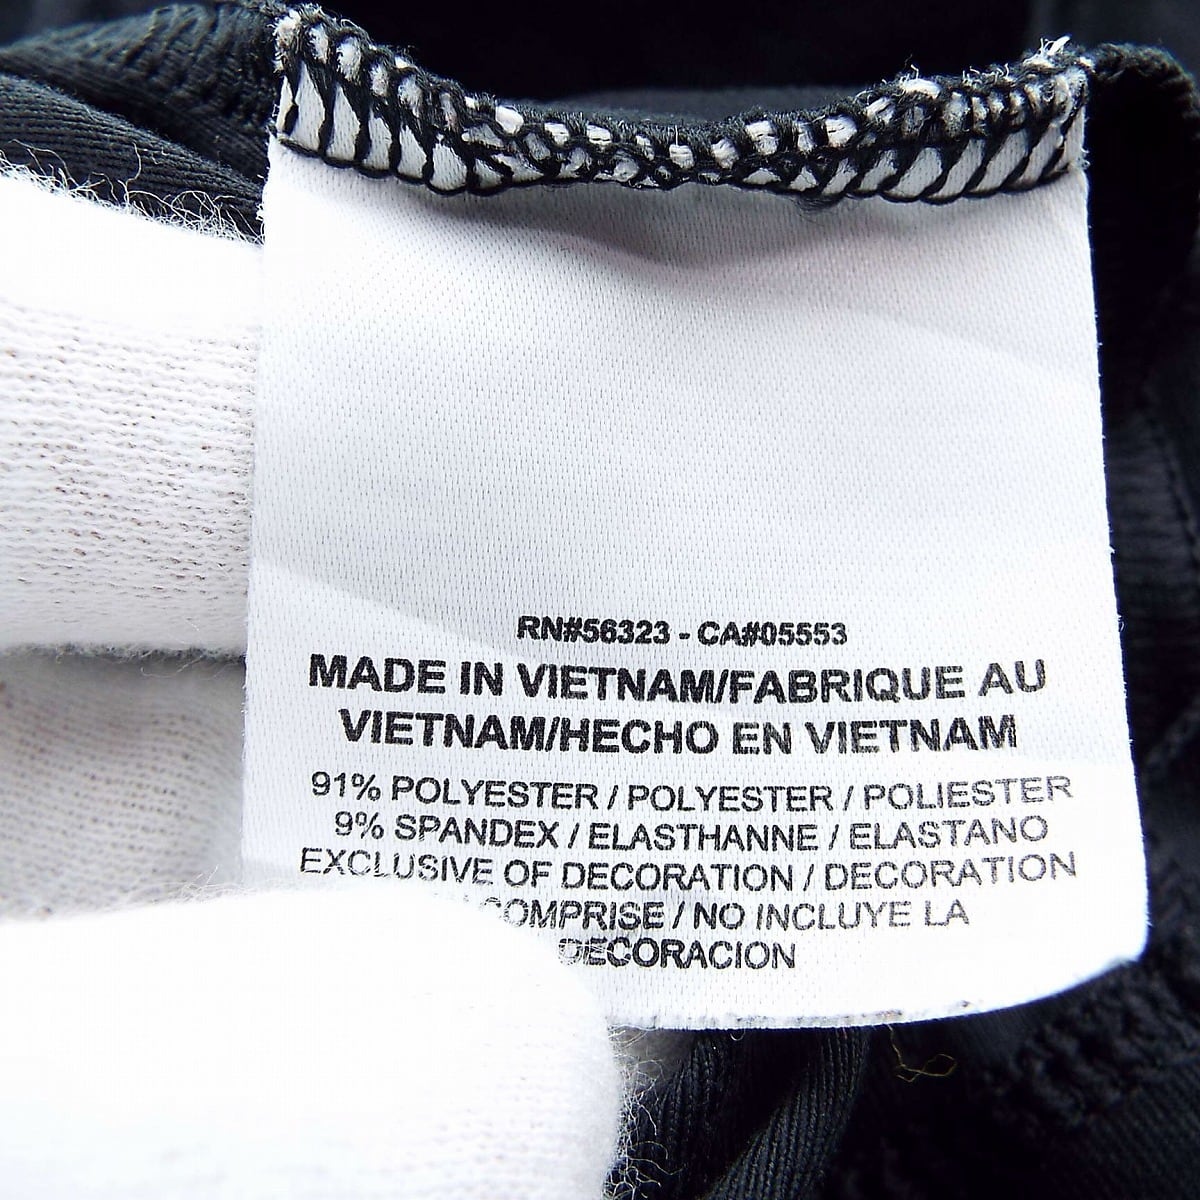 RN#56323 - CA#05553
MADE IN VIETNAM/FABRIQUE AU
VIETNAM/HECHO EN VIETNAM
91% POLYESTER / POLYESTER / POLIESTER
9% SPANDEX / ELASTHANNE / ELASTANO
EXCLUSIVE OF DECORATION / DECORATION
COMPRISE / NO INCLUYE LA
DECORACION